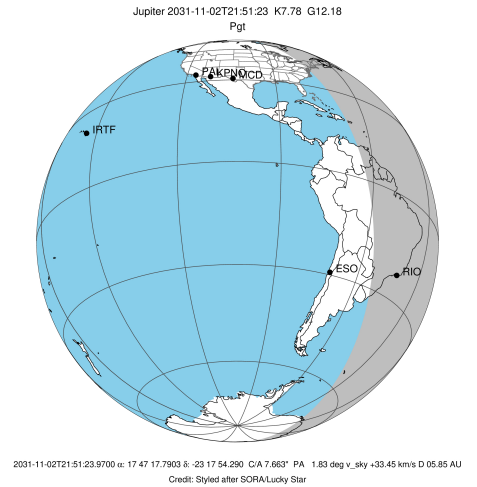 Jupiter 2031-11-02T21:51:23 K7.78 G12.18
Pgt
PAL
KPNO
MCD
IRTF
ESO
RIO
2031-11-02T21:51:23.9700 α: 17 47 17.7903 δ: -23 17 54.290 C/A 7.663" PA 1.83 deg v_sky +33.45 km/s D 05.85 AU
Credit: Styled after SORA/Lucky Star